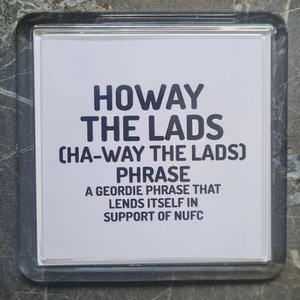 HOWAY
THE LADS
(HA-WAY THE LADS)
PHRASE
A GEORDIE PHRASE THAT
LENDS ITSELF IN
SUPPORT OF NUFC